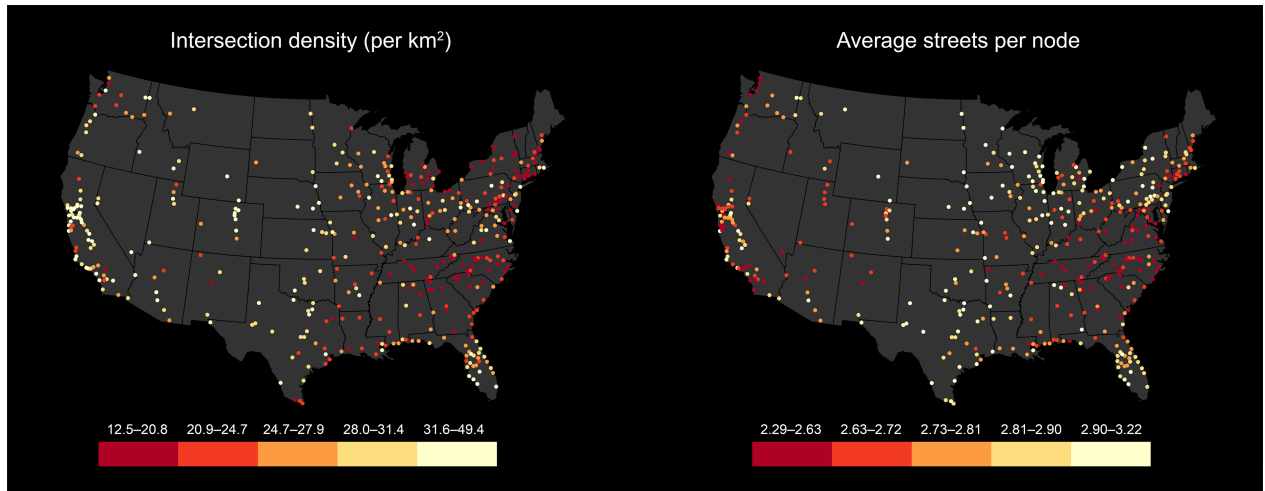 Intersection density (per km²)
Average streets per node
12.5–20.8 20.9–24.7 24.7–27.9 28.0–31.4 31.6–49.4
2.29–2.63 2.63–2.72 2.73–2.81 2.81–2.90 2.90–3.22